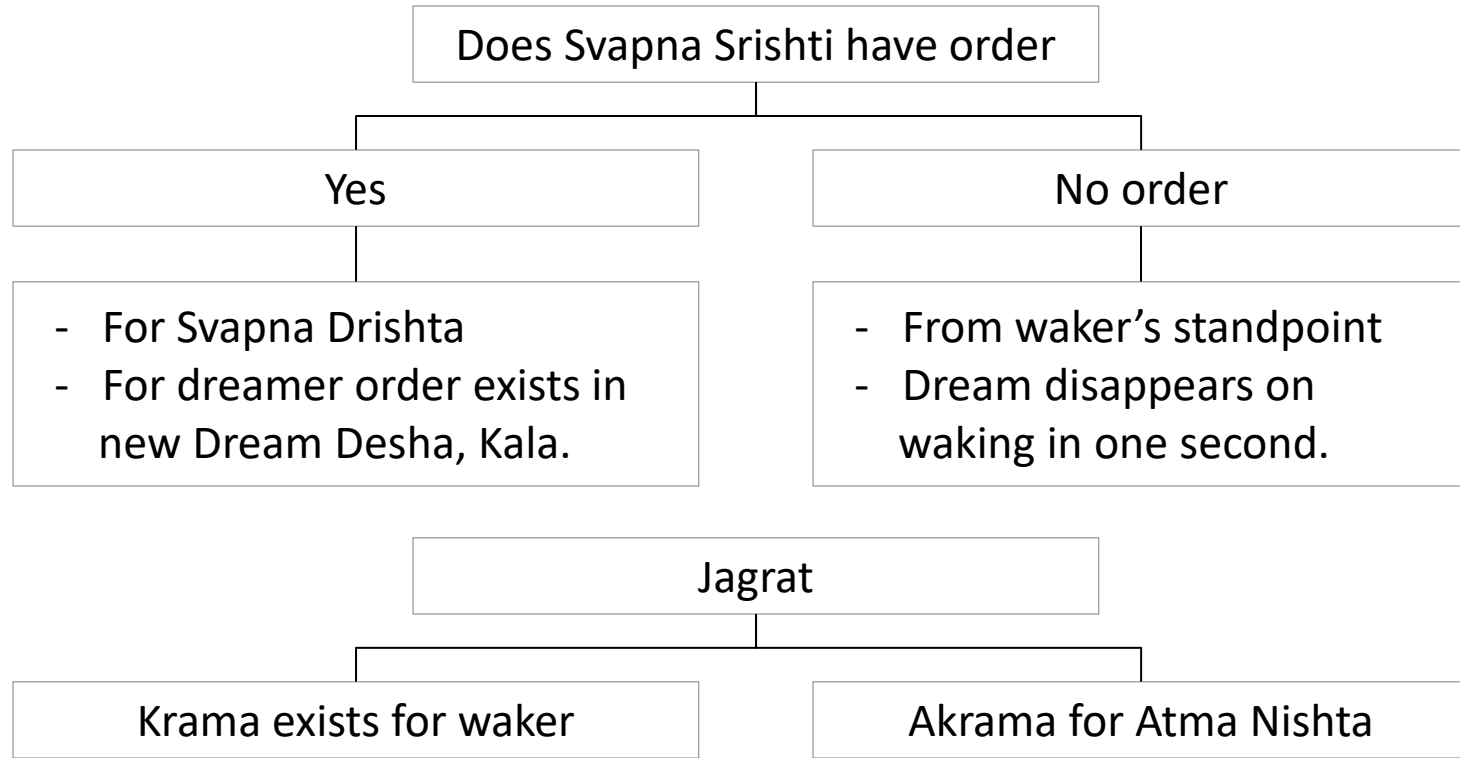 Does Svapna Srishti have order
Yes
No order
- For Svapna Drishta
- For dreamer order exists in
new Dream Desha, Kala.
- From waker’s standpoint
- Dream disappears on
waking in one second.
Jagrat
Krama exists for waker
Akrama for Atma Nishta